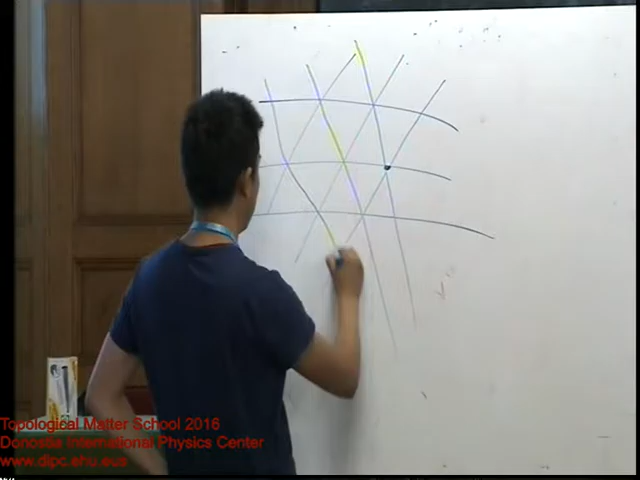 Topological Matter School 2016
Donostia International Physics Center
www.dipc.ehu.eus